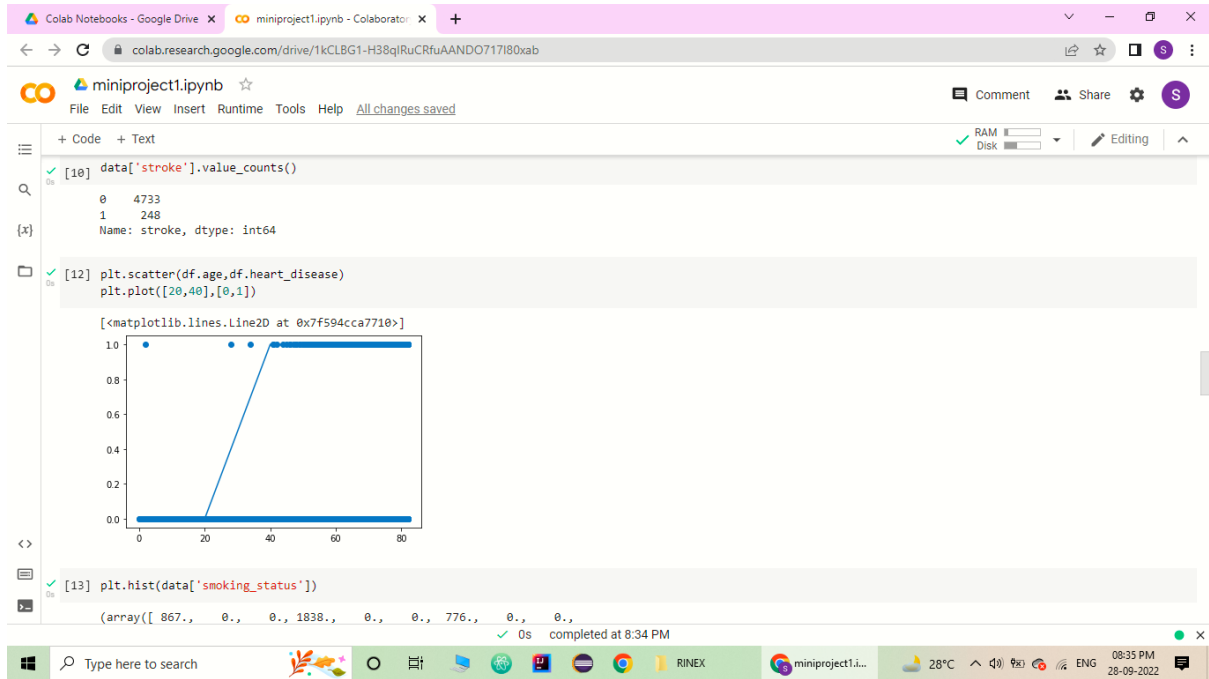 Colab Notebooks - Google Drive
miniproject1.ipynb - Colaborator
colab.research.google.com/drive/1kCLBG1-H38qIRuCRfuAANDO717I80xab
S
miniproject1.ipynb
Comment
Share
S
File Edit View Insert Runtime Tools Help All changes saved
+ Code + Text
RAM
Disk
Editing
0s
[10] data['stroke'].value_counts()
0 4733
1 248
Name: stroke, dtype: int64
{x}
0s
[12] plt.scatter(df.age,df.heart_disease)
plt.plot([20,40],[0,1])
[<matplotlib.lines.Line2D at 0x7f594cca7710>]
1.0
0.8
0.6
0.4
0.2
0.0
0 20 40 60 80
0s
[13] plt.hist(data['smoking_status'])
(array([ 867., 0., 0., 1838., 0., 0., 776., 0., 0.,
0s completed at 8:34 PM
Type here to search
RINEX
miniproject1.i...
28°C
ENG
08:35 PM
28-09-2022